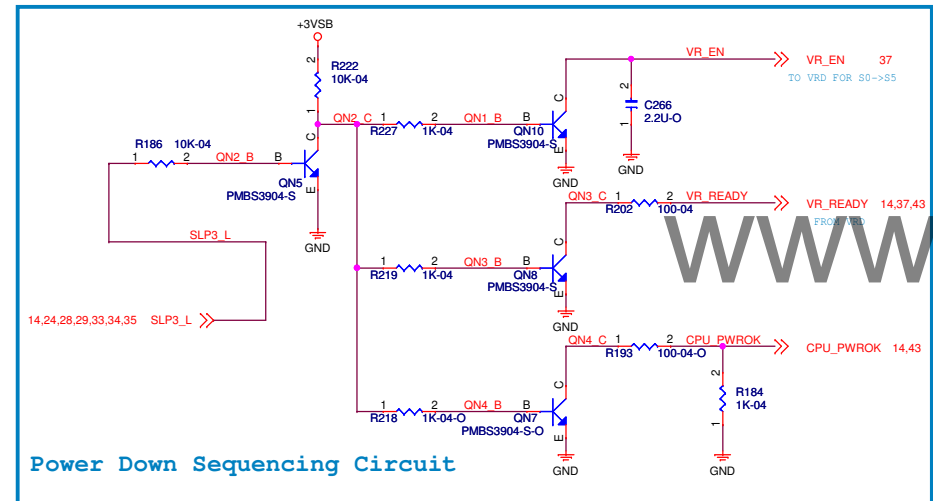 +3VSB
2
R222
10K-04
1
VR_EN
VR_EN 37
TO VRD FOR S0->S5
2
C266
2.2U-O
1
GND
QN2_C
1 2
R227 1K-04
QN1_B
B
C
QN10
PMBS3904-S
E
GND
R186 10K-04
1 2
QN2_B
B
C
QN5
PMBS3904-S
E
GND
QN3_C
1 2
R202 100-04
VR_READY
VR_READY 14,37,43
FROM VRD
WWW
SLP3_L
1 2
R219 1K-04
QN3_B
B
C
QN8
PMBS3904-S
E
GND
14,24,28,29,33,34,35 SLP3_L
QN4_C
1 2
R193 100-04-O
CPU_PWROK
CPU_PWROK 14,43
2
R184
1K-04
1
GND
1 2
R218 1K-04-O
QN4_B
B
C
QN7
PMBS3904-S-O
E
GND
Power Down Sequencing Circuit